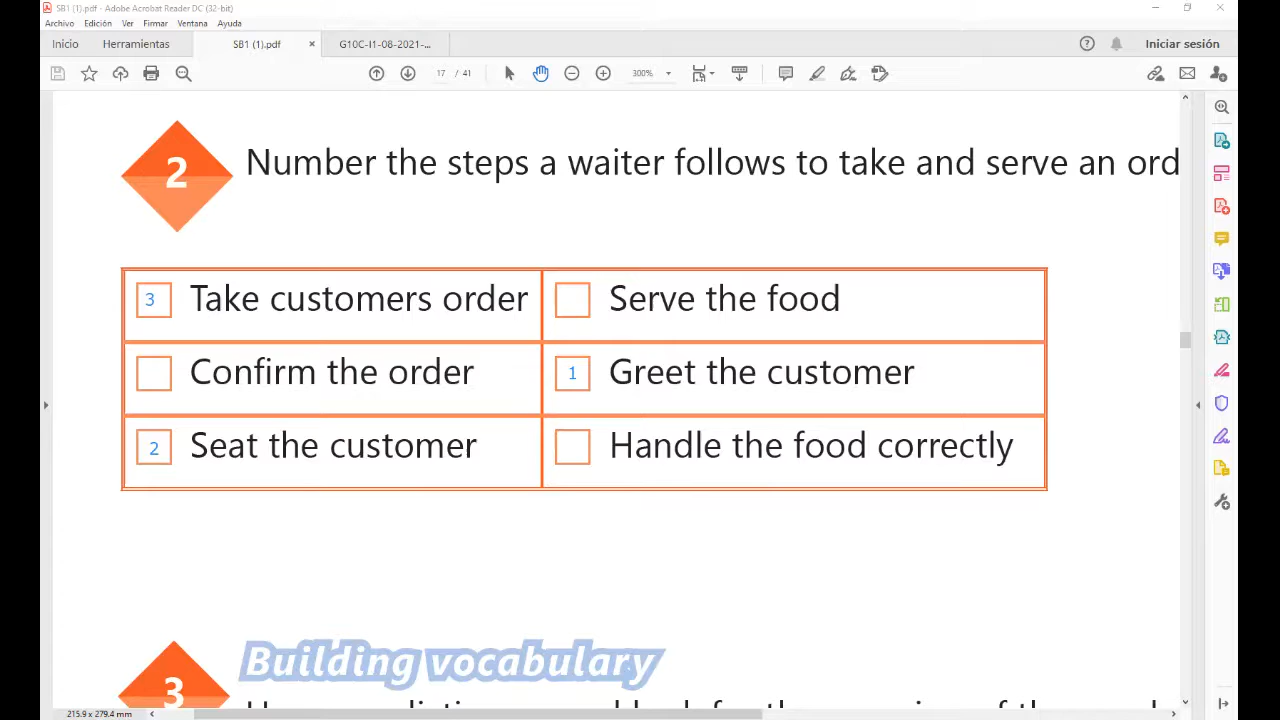 SB1 (1).pdf - Adobe Acrobat Reader DC (32-bit)
Archivo Edición Ver Firmar Ventana Ayuda
Inicio Herramientas SB1 (1).pdf × G10C-I1-08-2021-... Iniciar sesión
17 / 41 300%
2 Number the steps a waiter follows to take and serve an ord
3 Take customers order Serve the food
Confirm the order 1 Greet the customer
2 Seat the customer Handle the food correctly
Building vocabulary
3
215.9 x 279.4 mm